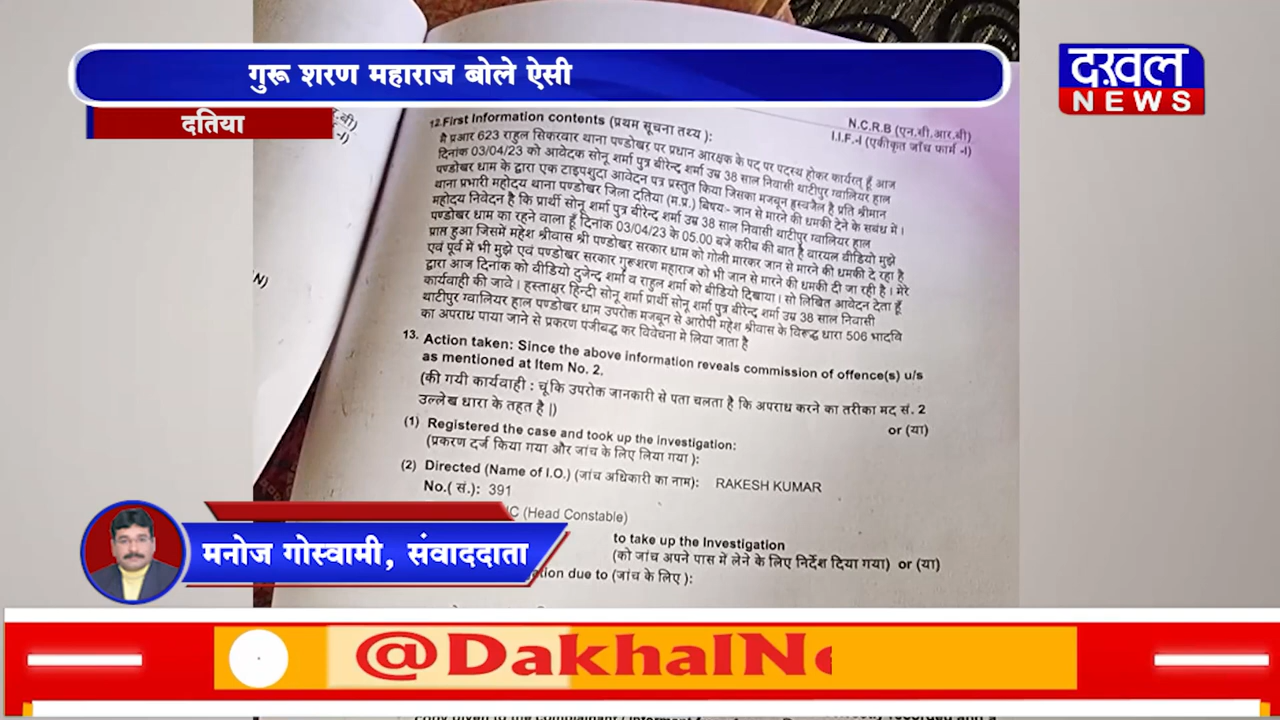 गुरू शरण महाराज बोले ऐसी
दतिया
दख़ल
NEWS
N.C.R.B (एन.सी.आर.बी)
I.I.F.-I (एकीकृत जाँच फार्म -I)
12.First Information contents (प्रथम सूचना तथ्य ):
मै प्रआर 623 राहुल सिकरवार थाना पण्डोखर पर प्रधान आरक्षक के पद पर पदस्थ होकर कार्यरत् हूँ आज
दिनांक 03/04/23 को आवेदक सोनू शर्मा पुत्र बीरेन्द्र शर्मा उम्र 38 साल निवासी थाटीपुर ग्वालियर हाल
पण्डोखर धाम के द्वारा एक टाइपशुदा आवेदन पत्र प्रस्तुत किया जिसका मजबून हस्वजैल है प्रति श्रीमान
थाना प्रभारी महोदय थाना पण्डोखर जिला दतिया (म.प्र.) बिषय- जान से मारने की धमकी देने के सबंध में ।
महोदय निवेदन है कि प्रार्थी सोनू शर्मा पुत्र बीरेन्द्र शर्मा उम्र 38 साल निवासी थाटीपुर ग्वालियर हाल
पण्डोखर धाम का रहने वाला हूँ दिनांक 03/04/23 के 05.00 बजे करीब की बात है वायरल वीडियो मुझे
प्राप्त हुआ जिसमें महेश श्रीवास श्री पण्डोखर सरकार धाम को गोली मारकर जान से मारने की धमकी दे रहा है
एवं पूर्व में भी मुझे एवं पण्डोखर सरकार गुरूशरण महाराज को भी जान से मारने की धमकी दी जा रही है । मेरे
द्वारा आज दिनांक को वीडियो दुजेन्द्र शर्मा व राहुल शर्मा को बीडियो दिखाया । सो लिखित आवेदन देता हूँ
कार्यवाही की जावे । हस्ताक्षर हिन्दी सोनू शर्मा प्रार्थी सोनू शर्मा पुत्र बीरेन्द्र शर्मा उम्र 38 साल निवासी
थाटीपुर ग्वालियर हाल पण्डोखर धाम उपरोक्त मजबून से आरोपी महेश श्रीवास के विरूद्ध धारा 506 भादवि
का अपराध पाया जाने से प्रकरण पंजीबद्ध कर विवेचना मे लिया जाता है
13. Action taken: Since the above information reveals commission of offence(s) u/s
as mentioned at Item No. 2.
(की गयी कार्यवाही : चूंकि उपरोक्त जानकारी से पता चलता है कि अपराध करने का तरीका मद सं. 2
उल्लेख धारा के तहत है ।)
(1) Registered the case and took up the investigation: or (या)
(प्रकरण दर्ज किया गया और जांच के लिए लिया गया ):
(2) Directed (Name of I.O.) (जांच अधिकारी का नाम): RAKESH KUMAR
No.( सं.): 391
(Head Constable)
to take up the Investigation
(को जांच अपने पास में लेने के लिए निर्देश दिया गया) or (या)
due to (जांच के लिए ):
मनोज गोस्वामी, संवाददाता
@DakhalNe